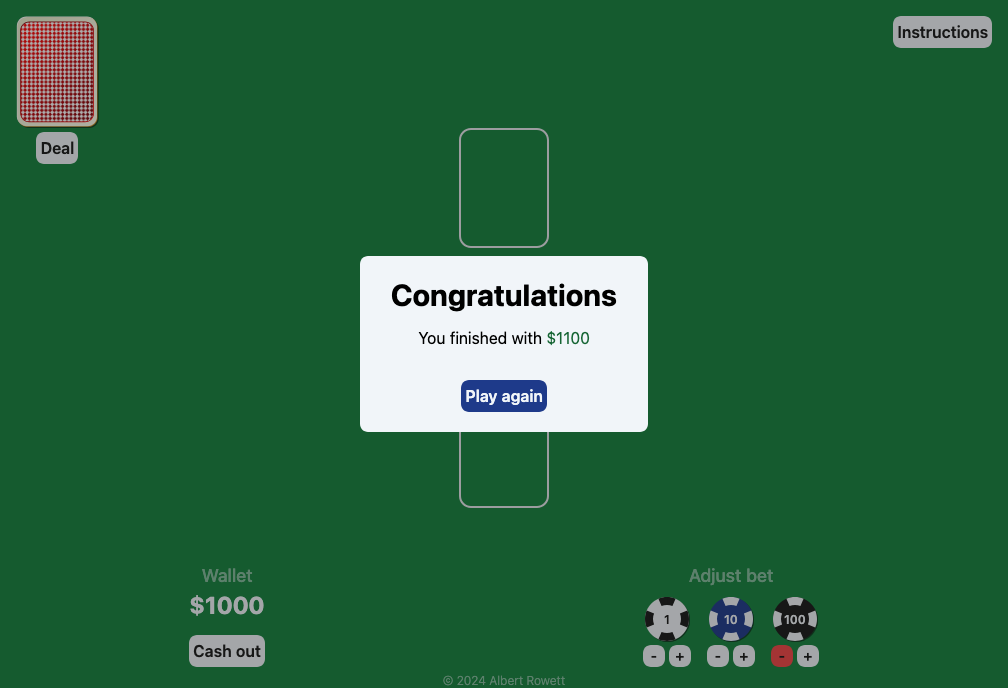 Instructions
Deal
Congratulations
You finished with $1100
Play again
Wallet
$1000
Cash out
Adjust bet
1 10 100
- + - + - +
© 2024 Albert Rowett